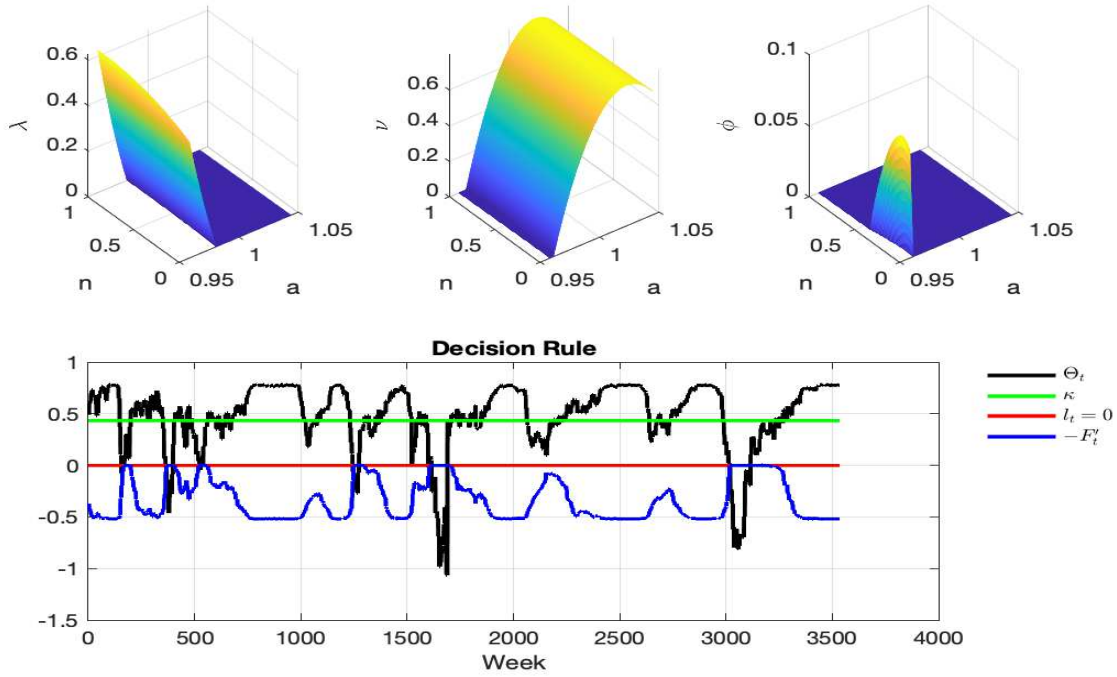 0.6
0.4
0.2
0
λ
1
0.5
0
n
0.95
1
1.05
a
0.6
0.4
0.2
0
ν
1
0.5
0
n
0.95
1
1.05
a
0.1
0.05
0
ϕ
1
0.5
0
n
0.95
1
1.05
a
Decision Rule
1
0.5
0
-0.5
-1
-1.5
0 500 1000 1500 2000 2500 3000 3500 4000
Week
Θ_t
κ
l_t = 0
−F′_t